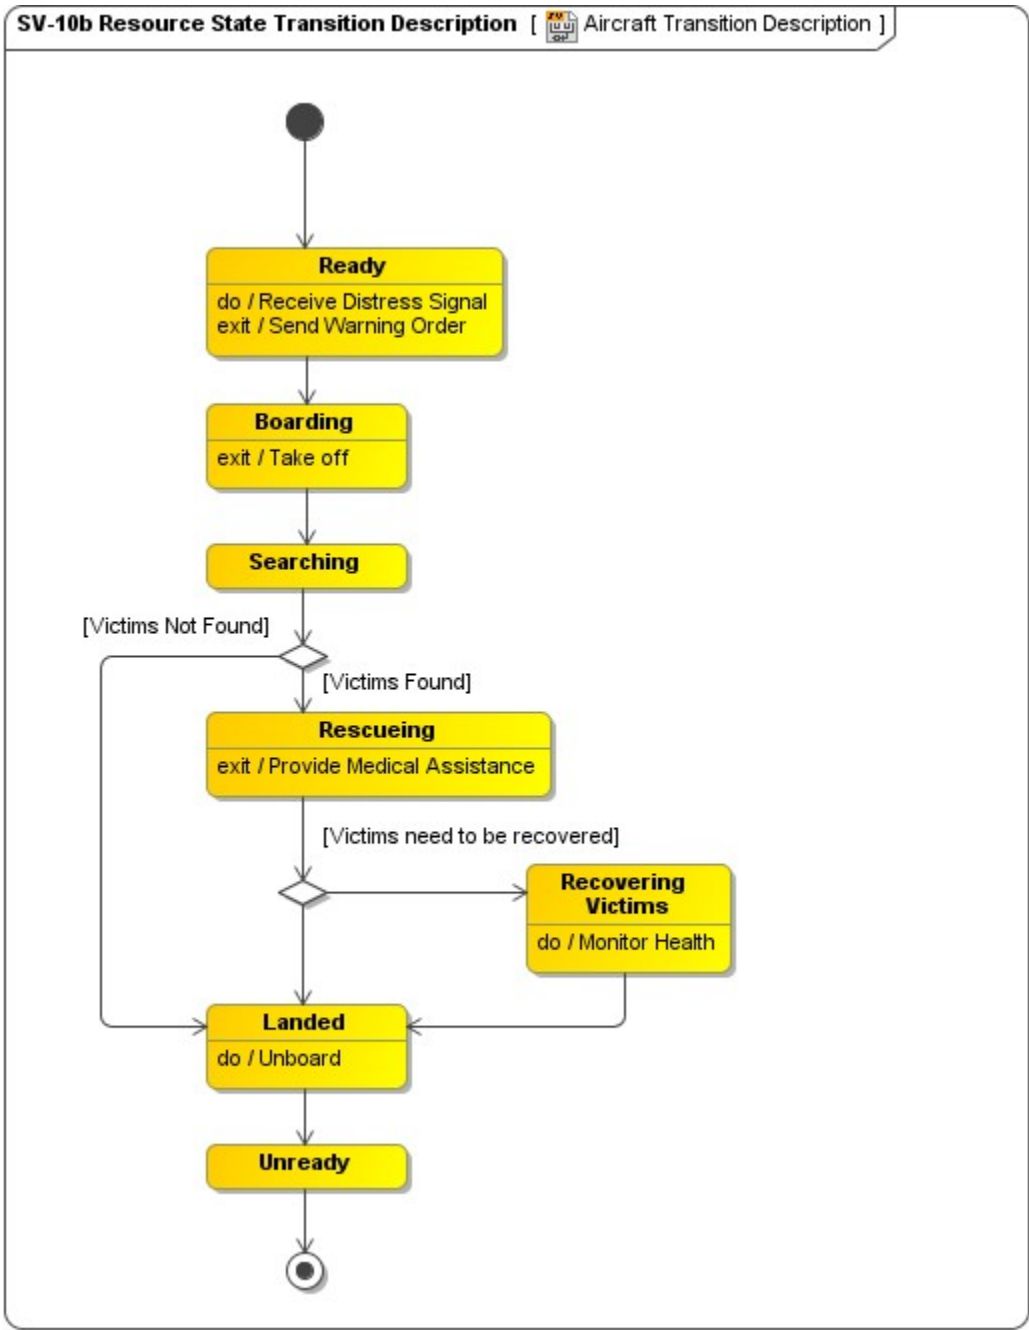 SV-10b Resource State Transition Description [ Aircraft Transition Description ]
Ready
do / Receive Distress Signal
exit / Send Warning Order
Boarding
exit / Take off
Searching
[Victims Not Found]
[Victims Found]
Rescueing
exit / Provide Medical Assistance
[Victims need to be recovered]
Recovering
Victims
do / Monitor Health
Landed
do / Unboard
Unready